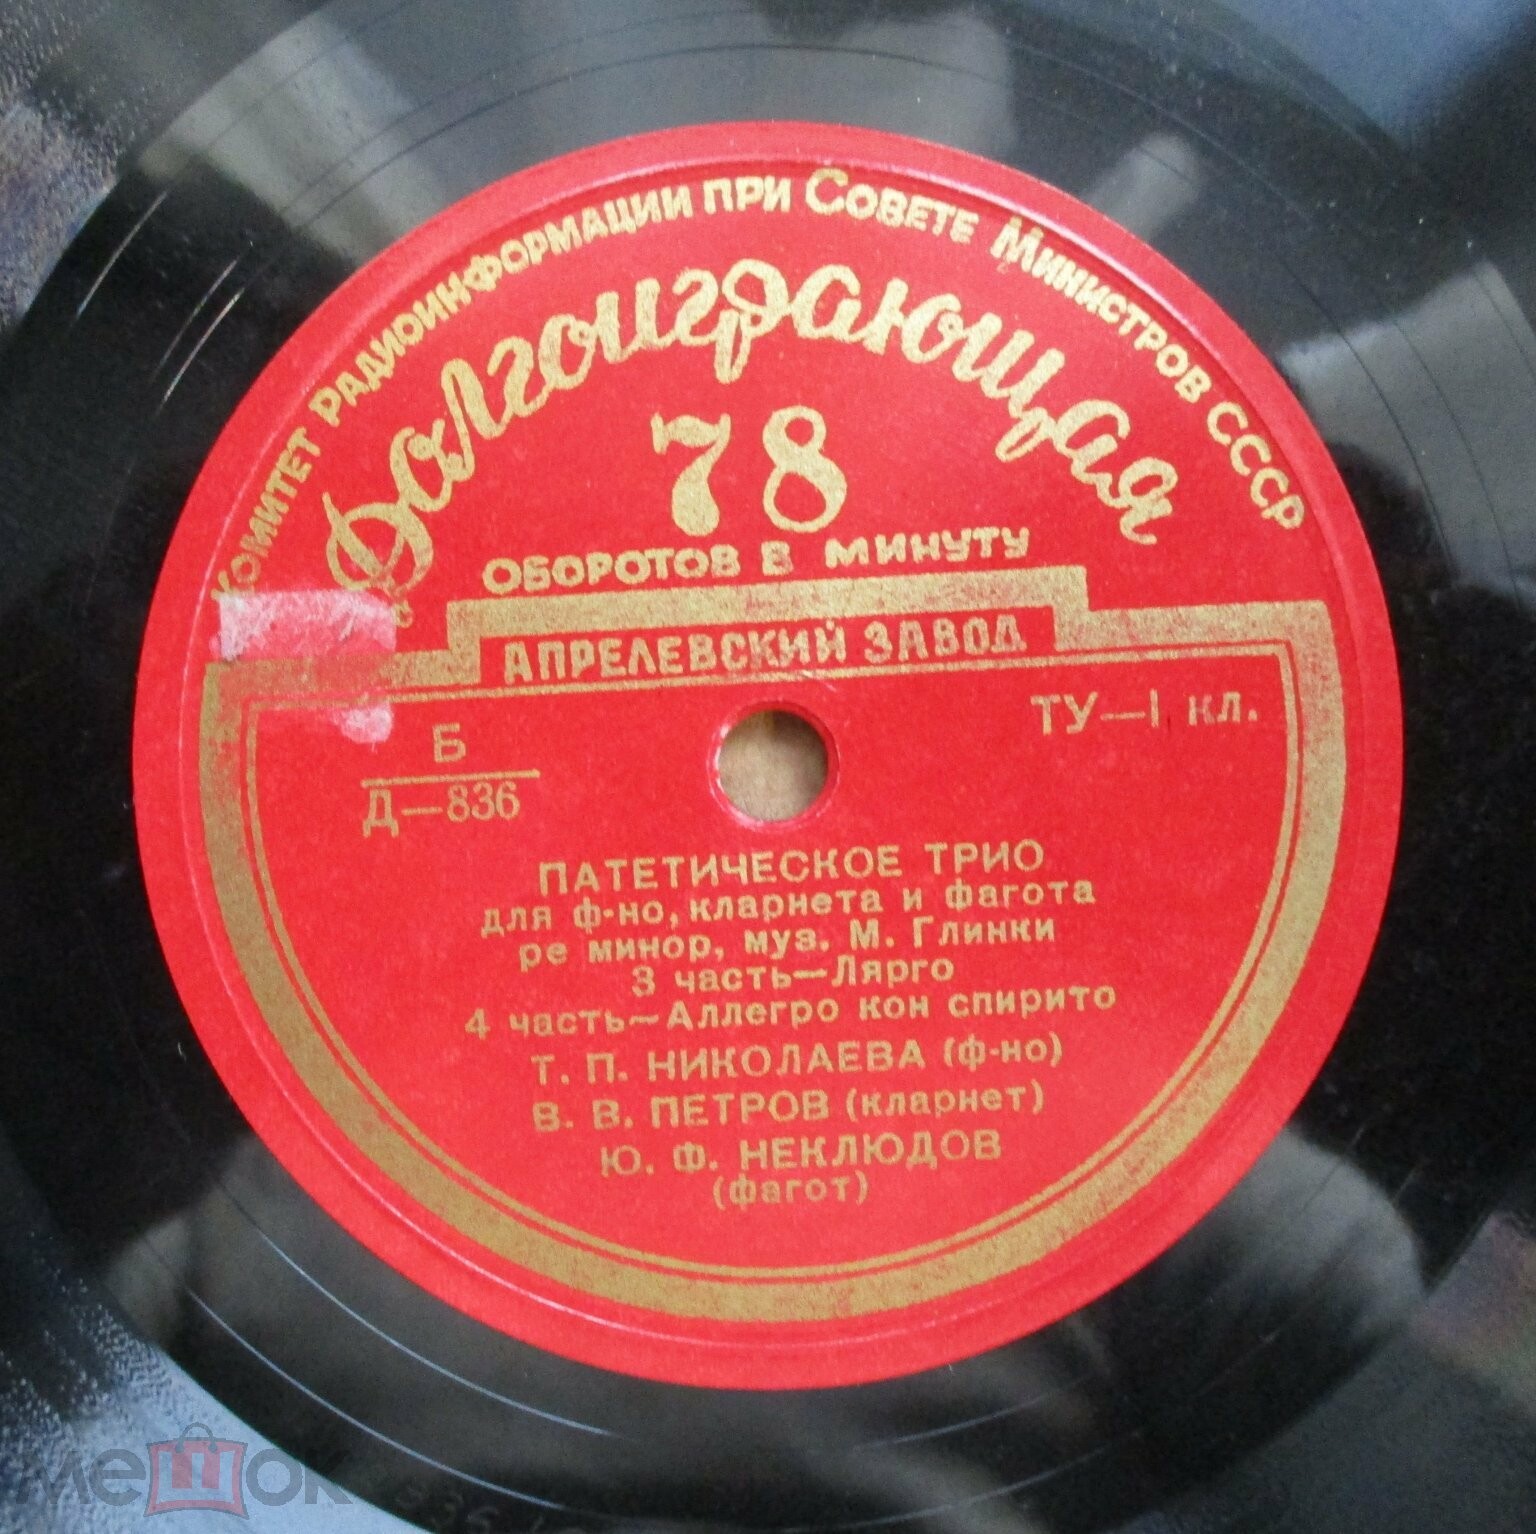 КОМИТЕТ РАДИОИНФОРМАЦИИ ПРИ СОВЕТЕ МИНИСТРОВ СССР
Долгоиграющая
78
ОБОРОТОВ В МИНУТУ
АПРЕЛЕВСКИЙ ЗАВОД
ТУ—I кл.
Б
Д—836
ПАТЕТИЧЕСКОЕ ТРИО
для ф-но, кларнета и фагота
ре минор, муз. М. Глинки
3 часть—Лярго
4 часть—Аллегро кон спирито
Т. П. НИКОЛАЕВА (ф-но)
В. В. ПЕТРОВ (кларнет)
Ю. Ф. НЕКЛЮДОВ
(фагот)
мешок